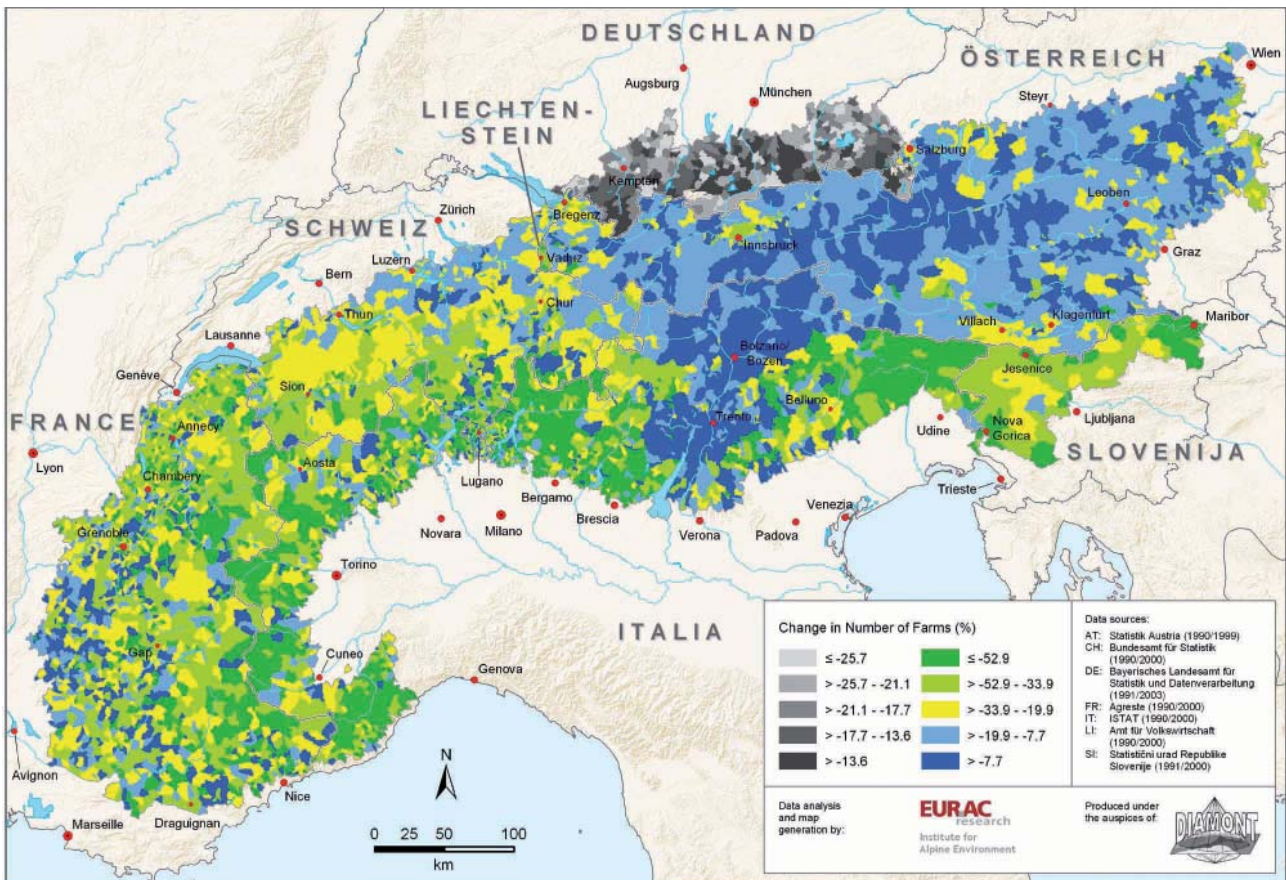 DEUTSCHLAND
ÖSTERREICH
Wien
Augsburg
München
Steyr
LIECHTEN-
STEIN
Salzburg
Kempten
Leoben
Zürich
Bregenz
SCHWEIZ
Innsbruck
Luzern
Vaduz
Graz
Bern
Chur
Thun
Villach
Klagenfurt
Maribor
Lausanne
Bolzano/
Bozen
Jesenice
Genève
Sion
Belluno
FRANCE
Trento
Ljubljana
Annecy
Udine
Nova
Gorica
SLOVENIJA
Lyon
Aosta
Chambéry
Lugano
Bergamo
Trieste
Brescia
Venezia
Novara
Milano
Verona
Padova
Grenoble
Torino
ITALIA
Gap
Cuneo
Genova
Avignon
N
Nice
Marseille
Draguignan
0 25 50 100
km
Change in Number of Farms (%)
≤ -25.7
> -25.7 - -21.1
> -21.1 - -17.7
> -17.7 - -13.6
> -13.6
≤ -52.9
> -52.9 - -33.9
> -33.9 - -19.9
> -19.9 - -7.7
> -7.7
Data sources:
AT: Statistik Austria (1990/1999)
CH: Bundesamt für Statistik
(1990/2000)
DE: Bayerisches Landesamt für
Statistik und Datenverarbeitung
(1991/2003)
FR: Agreste (1990/2000)
IT: ISTAT (1990/2000)
LI: Amt für Volkswirtschaft
(1990/2000)
SI: Statistični urad Republike
Slovenije (1991/2000)
Data analysis
and map
generation by:
EURAC
research
Institute for
Alpine Environment
Produced under
the auspices of:
DIAMONT